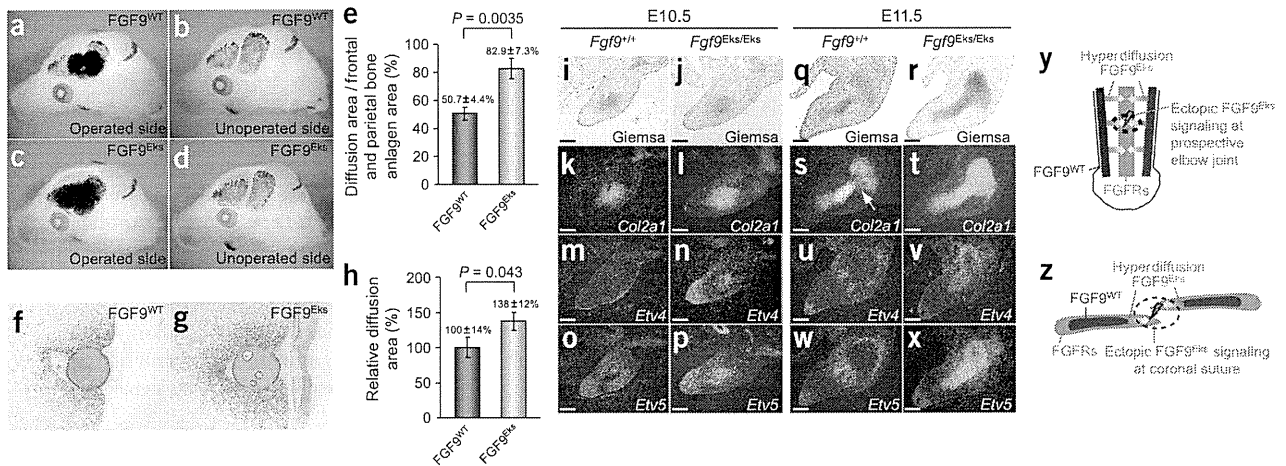 a
FGF9WT
Operated side
b
FGF9WT
Unoperated side
c
FGF9Eks
Operated side
d
FGF9Eks
Unoperated side
e
P = 0.0035
Diffusion area / frontal
and parietal bone
anlagen area (%)
100
80
60
40
20
0
50.7±4.4%
82.9±7.3%
FGF9WT
FGF9Eks
f
FGF9WT
g
FGF9Eks
h
P = 0.043
Relative diffusion
area (%)
200
150
100
50
0
100±14%
138±12%
FGF9WT
FGF9Eks
E10.5
E11.5
Fgf9+/+
Fgf9Eks/Eks
Fgf9+/+
Fgf9Eks/Eks
i
Giemsa
j
Giemsa
q
Giemsa
r
Giemsa
k
Col2a1
l
Col2a1
s
Col2a1
t
Col2a1
m
Etv4
n
Etv4
u
Etv4
v
Etv4
o
Etv5
p
Etv5
w
Etv5
x
Etv5
y
Hyperdiffusion
FGF9Eks
Ectopic FGF9Eks
signaling at
prospective
elbow joint
FGF9WT
FGFRs
z
Hyperdiffusion
FGF9Eks
FGF9WT
FGFRs
Ectopic FGF9Eks signaling
at coronal suture